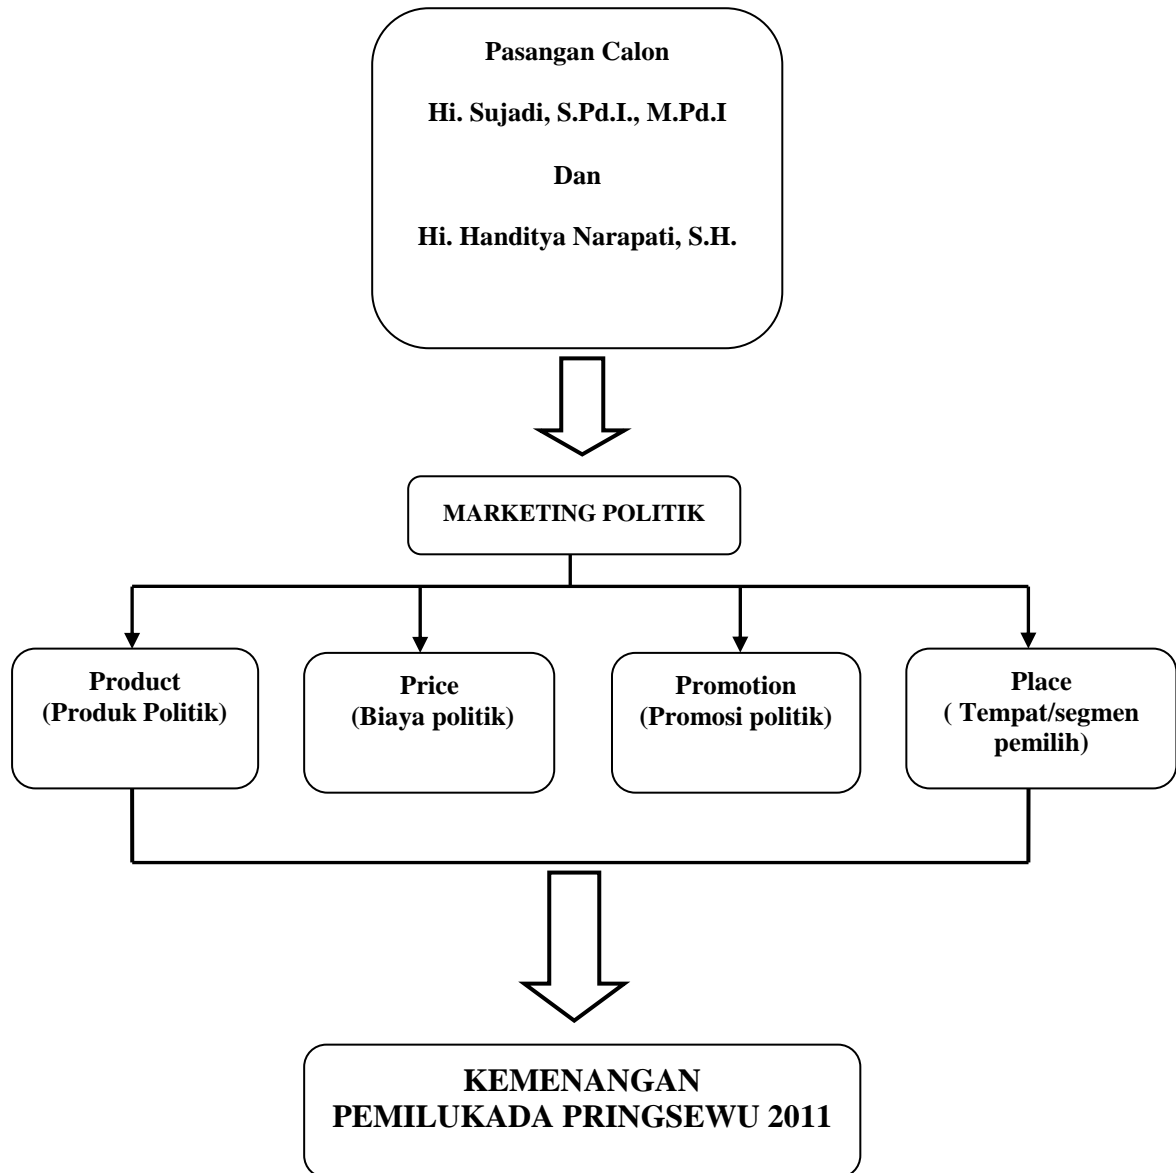 Pasangan Calon
Hi. Sujadi, S.Pd.I., M.Pd.I
Dan
Hi. Handitya Narapati, S.H.
MARKETING POLITIK
Product
(Produk Politik)
Price
(Biaya politik)
Promotion
(Promosi politik)
Place
( Tempat/segmen
pemilih)
KEMENANGAN
PEMILUKADA PRINGSEWU 2011